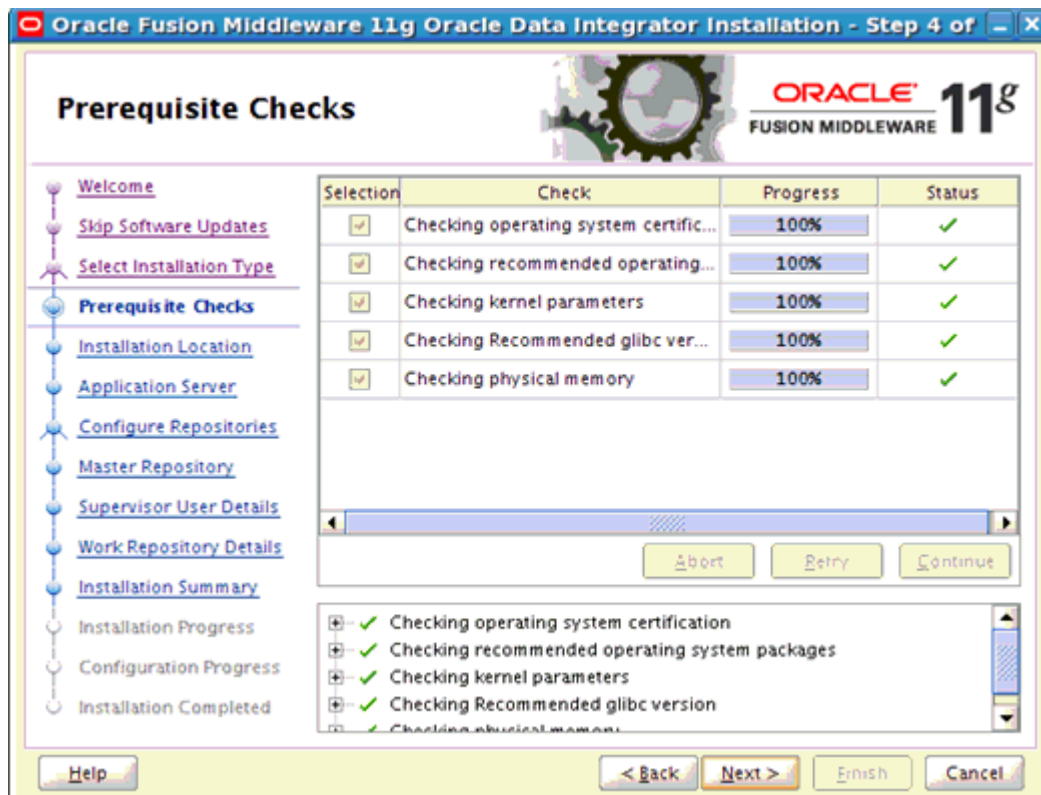 Oracle Fusion Middleware 11g Oracle Data Integrator Installation - Step 4 of
Prerequisite Checks
ORACLE
FUSION MIDDLEWARE 11g
Welcome
Skip Software Updates
Select Installation Type
Prerequisite Checks
Installation Location
Application Server
Configure Repositories
Master Repository
Supervisor User Details
Work Repository Details
Installation Summary
Installation Progress
Configuration Progress
Installation Completed
Selection Check Progress Status
Checking operating system certific... 100%
Checking recommended operating... 100%
Checking kernel parameters 100%
Checking Recommended glibc ver... 100%
Checking physical memory 100%
Abort Retry Continue
Checking operating system certification
Checking recommended operating system packages
Checking kernel parameters
Checking Recommended glibc version
Checking physical memory
Help < Back Next > Finish Cancel